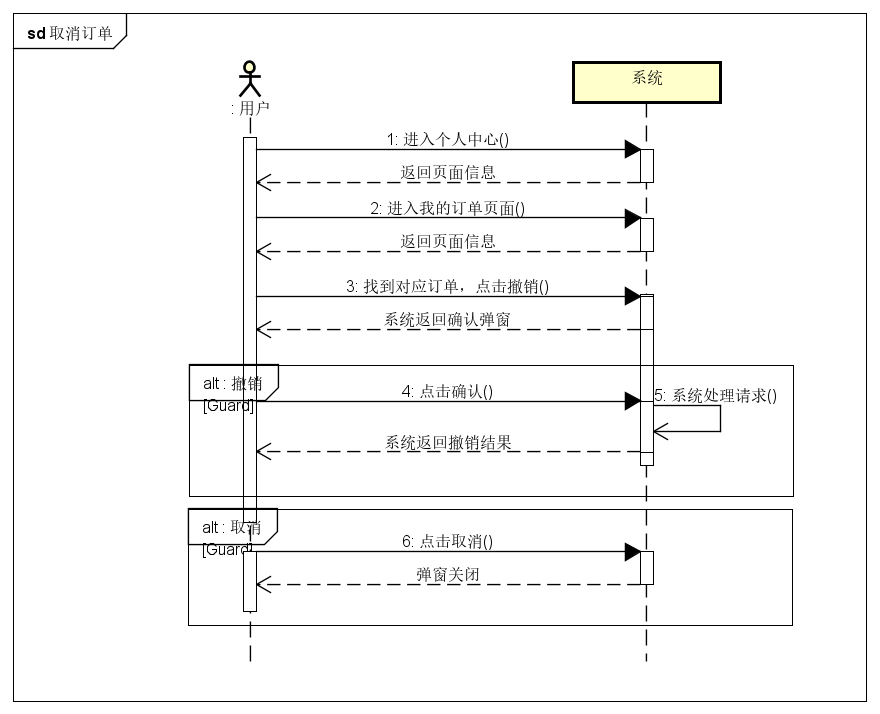 sd 取消订单
: 用户
系统
1: 进入个人中心()
返回页面信息
2: 进入我的订单页面()
返回页面信息
3: 找到对应订单，点击撤销()
系统返回确认弹窗
alt : 撤销
[Guard]
4: 点击确认()
5: 系统处理请求()
系统返回撤销结果
alt : 取消
[Guard]
6: 点击取消()
弹窗关闭